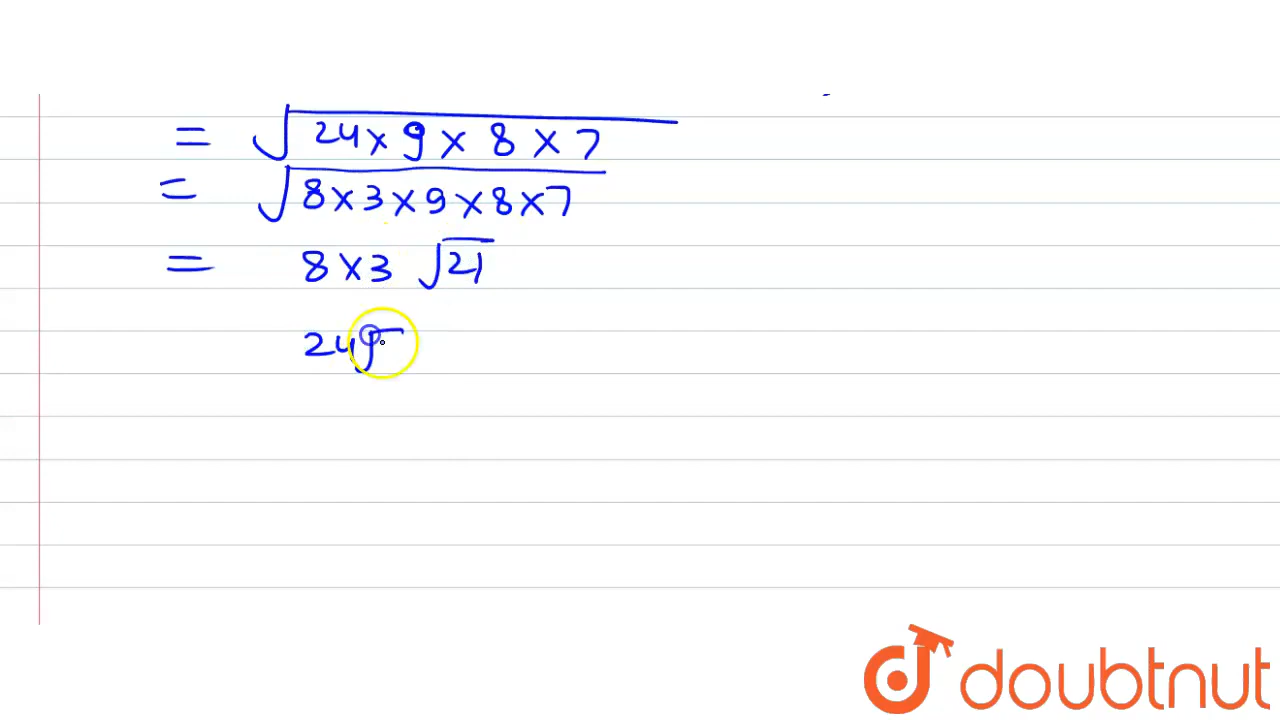 = √24 × 9 × 8 × 7
= √8 × 3 × 9 × 8 × 7
= 8 × 3 √21
24√
doubtnut